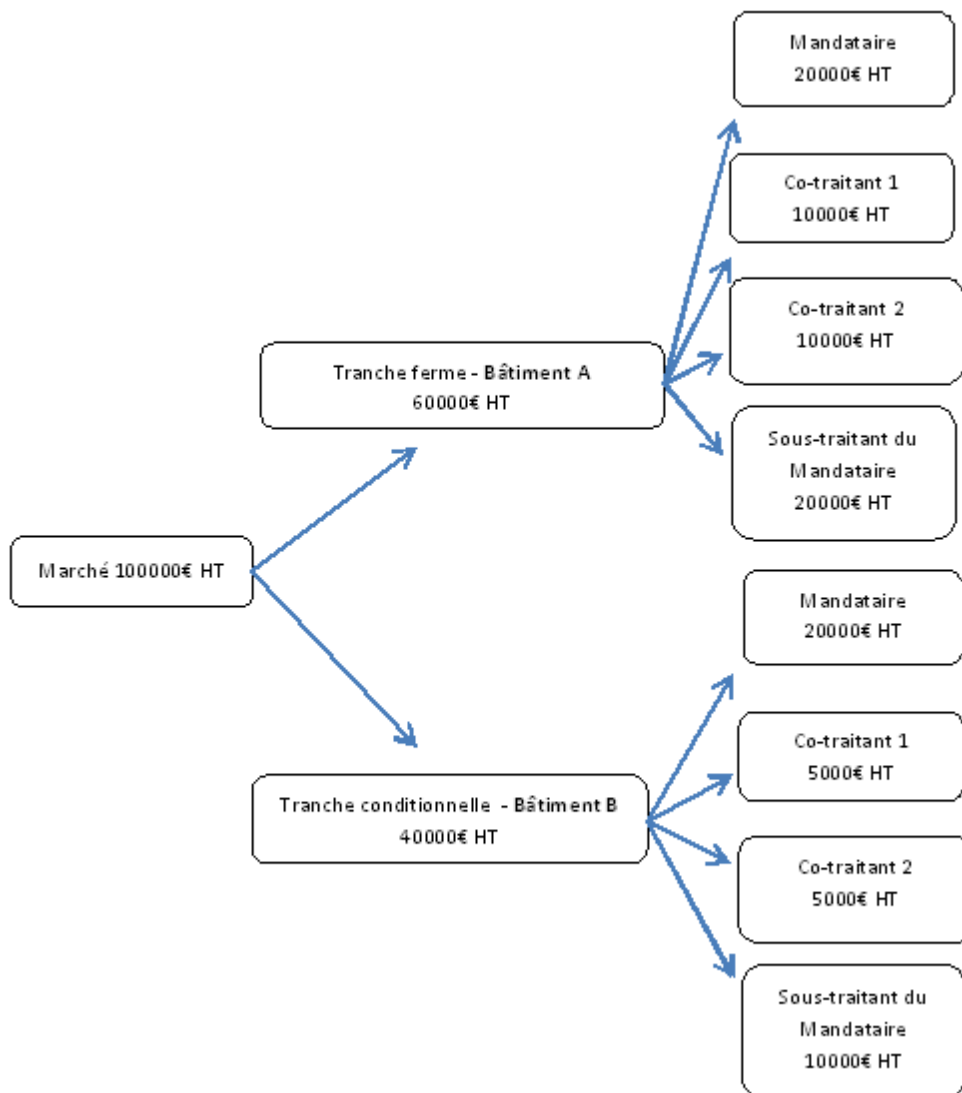 Mandataire
20000€ HT
Co-traitant 1
10000€ HT
Co-traitant 2
10000€ HT
Tranche ferme - Bâtiment A
60000€ HT
Sous-traitant du
Mandataire
20000€ HT
Marché 100000€ HT
Mandataire
20000€ HT
Co-traitant 1
5000€ HT
Tranche conditionnelle - Bâtiment B
40000€ HT
Co-traitant 2
5000€ HT
Sous-traitant du
Mandataire
10000€ HT